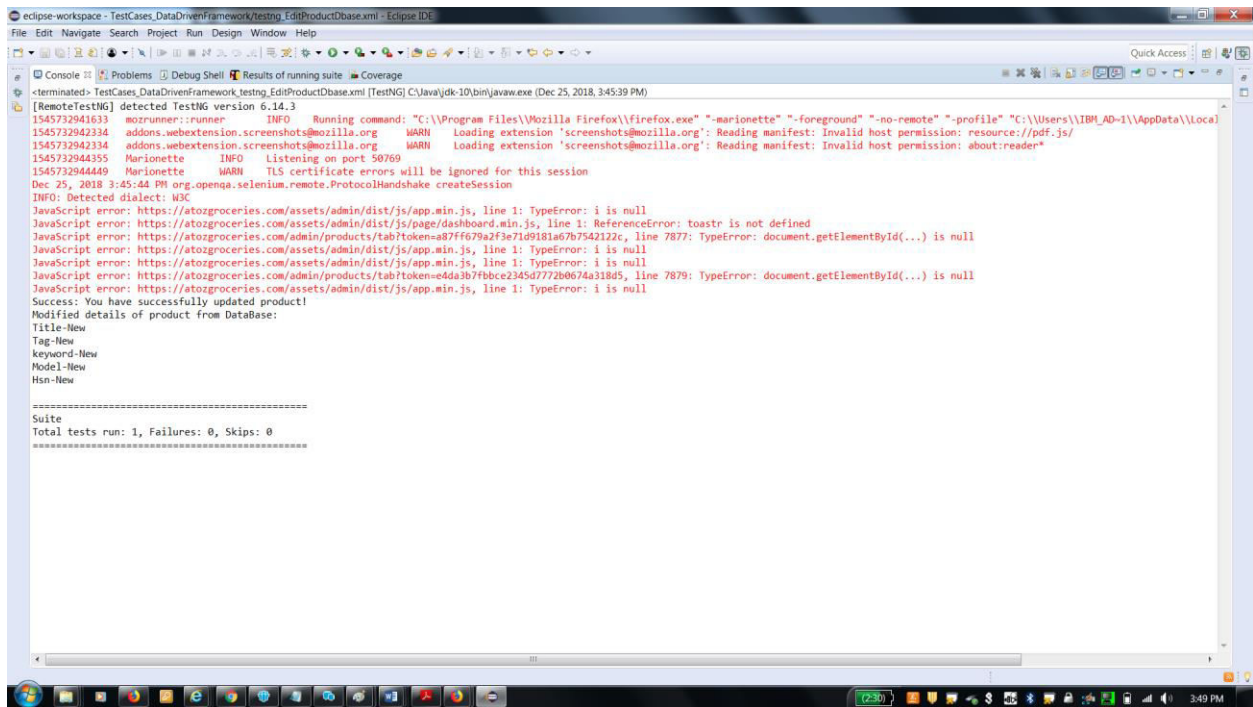 eclipse-workspace - TestCases_DataDrivenFramework/testng_EditProductDbase.xml - Eclipse IDE
File Edit Navigate Search Project Run Design Window Help
Quick Access
Console Problems Debug Shell Results of running suite Coverage
<terminated> TestCases_DataDrivenFramework_testng_EditProductDbase.xml [TestNG] C:\Java\jdk-10\bin\javaw.exe (Dec 25, 2018, 3:45:39 PM)
[RemoteTestNG] detected TestNG version 6.14.3
1545732941633 mozrunner::runner INFO Running command: "C:\\Program Files\\Mozilla Firefox\\firefox.exe" "-marionette" "-foreground" "-no-remote" "-profile" "C:\\Users\\IBM_AD~1\\AppData\\Local
1545732942334 addons.webextension.screenshots@mozilla.org WARN Loading extension 'screenshots@mozilla.org': Reading manifest: Invalid host permission: resource://pdf.js/
1545732942334 addons.webextension.screenshots@mozilla.org WARN Loading extension 'screenshots@mozilla.org': Reading manifest: Invalid host permission: about:reader*
1545732944355 Marionette INFO Listening on port 50769
1545732944449 Marionette WARN TLS certificate errors will be ignored for this session
Dec 25, 2018 3:45:44 PM org.openqa.selenium.remote.ProtocolHandshake createSession
INFO: Detected dialect: W3C
JavaScript error: https://atozgroceries.com/assets/admin/dist/js/app.min.js, line 1: TypeError: i is null
JavaScript error: https://atozgroceries.com/assets/admin/dist/js/page/dashboard.min.js, line 1: ReferenceError: toastr is not defined
JavaScript error: https://atozgroceries.com/admin/products/tab?token=a87ff679a2f3e71d9181a67b7542122c, line 7877: TypeError: document.getElementById(...) is null
JavaScript error: https://atozgroceries.com/assets/admin/dist/js/app.min.js, line 1: TypeError: i is null
JavaScript error: https://atozgroceries.com/assets/admin/dist/js/app.min.js, line 1: TypeError: i is null
JavaScript error: https://atozgroceries.com/admin/products/tab?token=e4da3b7fbbce2345d7772b0674a318d5, line 7879: TypeError: document.getElementById(...) is null
JavaScript error: https://atozgroceries.com/assets/admin/dist/js/app.min.js, line 1: TypeError: i is null
Success: You have successfully updated product!
Modified details of product from DataBase:
Title-New
Tag-New
keyword-New
Model-New
Hsn-New
===============================================
Suite
Total tests run: 1, Failures: 0, Skips: 0
===============================================
(2:30) 3:49 PM